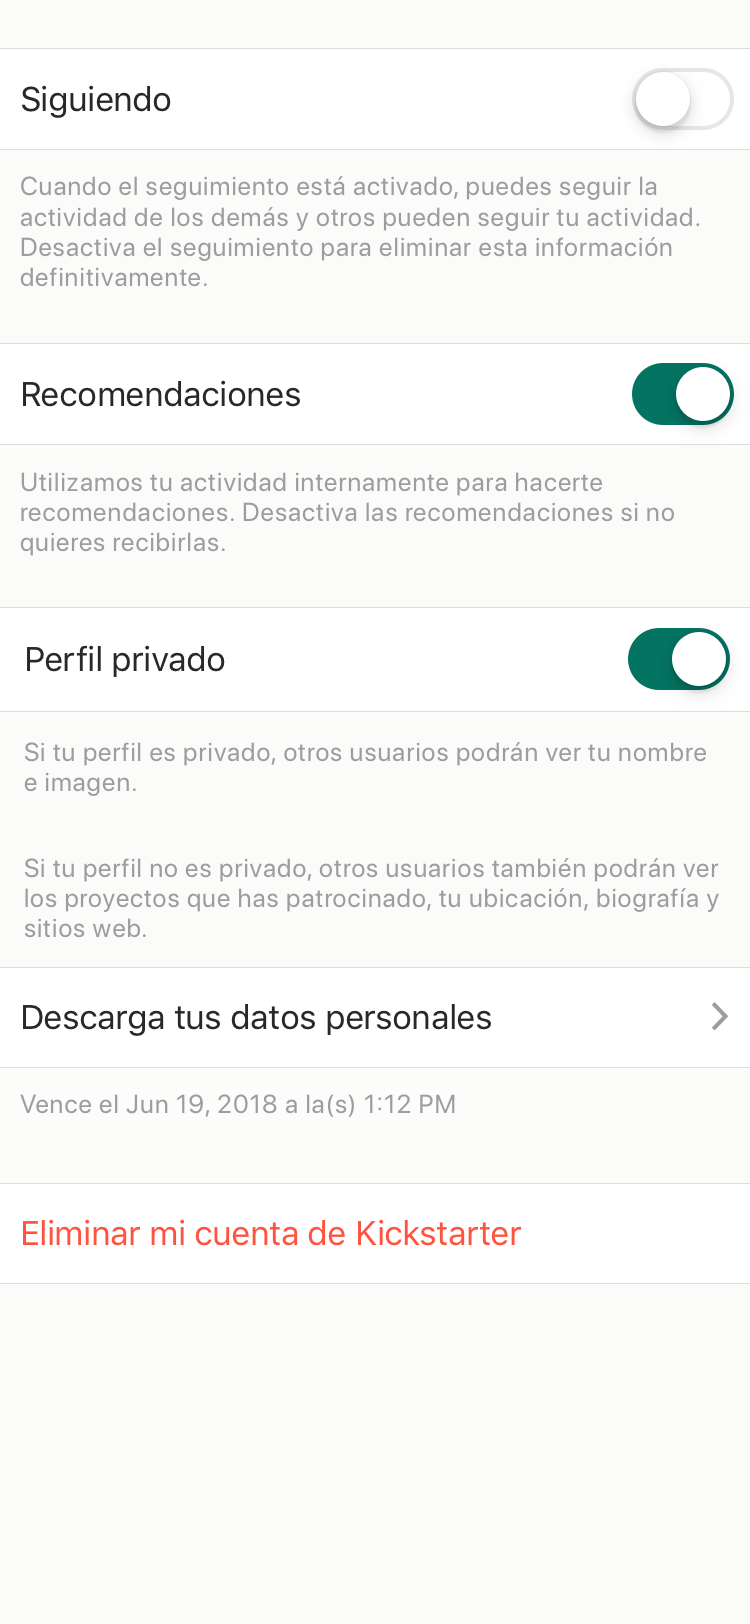 Siguiendo
Cuando el seguimiento está activado, puedes seguir la
actividad de los demás y otros pueden seguir tu actividad.
Desactiva el seguimiento para eliminar esta información
definitivamente.
Recomendaciones
Utilizamos tu actividad internamente para hacerte
recomendaciones. Desactiva las recomendaciones si no
quieres recibirlas.
Perfil privado
Si tu perfil es privado, otros usuarios podrán ver tu nombre
e imagen.
Si tu perfil no es privado, otros usuarios también podrán ver
los proyectos que has patrocinado, tu ubicación, biografía y
sitios web.
Descarga tus datos personales
Vence el Jun 19, 2018 a la(s) 1:12 PM
Eliminar mi cuenta de Kickstarter